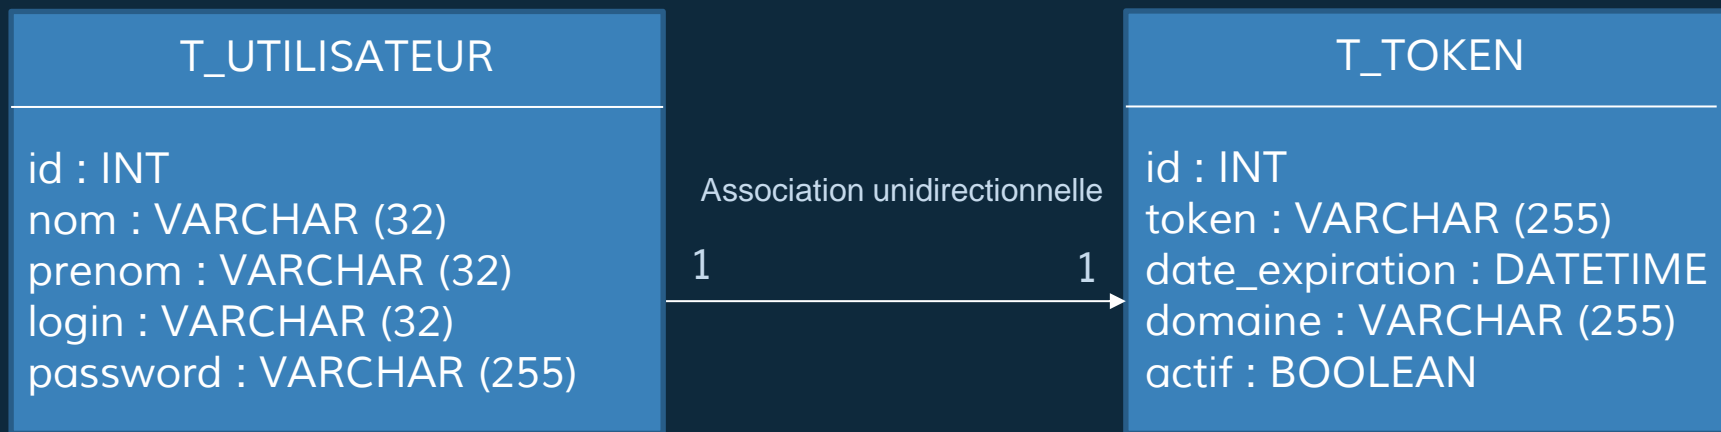 T_UTILISATEUR
id : INT
nom : VARCHAR (32)
prenom : VARCHAR (32)
login : VARCHAR (32)
password : VARCHAR (255)
Association unidirectionnelle
1
1
T_TOKEN
id : INT
token : VARCHAR (255)
date_expiration : DATETIME
domaine : VARCHAR (255)
actif : BOOLEAN